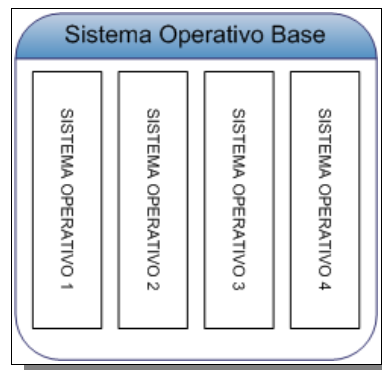 Sistema Operativo Base
SISTEMA OPERATIVO 1
SISTEMA OPERATIVO 2
SISTEMA OPERATIVO 3
SISTEMA OPERATIVO 4